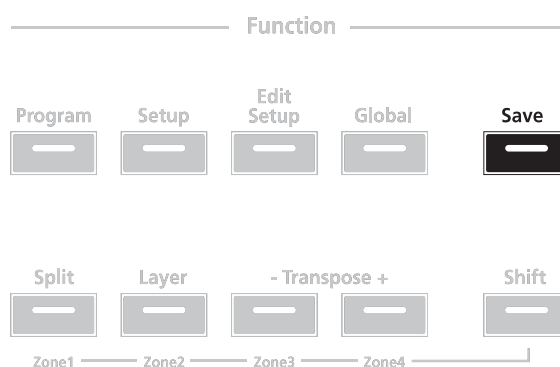 Function
Program Setup Edit Setup Global Save
Split Layer - Transpose + Shift
Zone1 Zone2 Zone3 Zone4